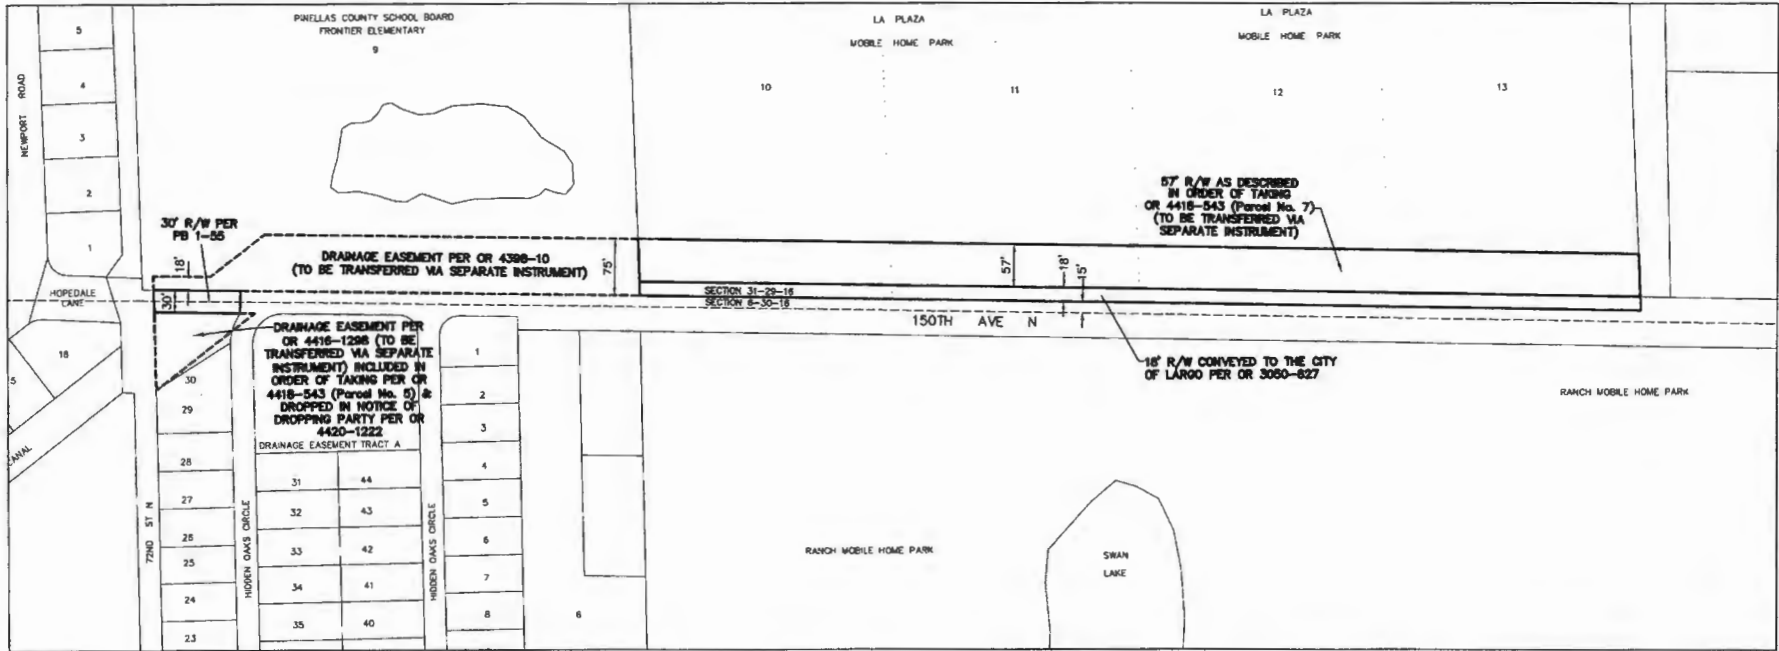 PINELLAS COUNTY SCHOOL BOARD
FRONTIER ELEMENTARY
9
LA PLAZA
MOBILE HOME PARK
LA PLAZA
MOBILE HOME PARK
10
11
12
13
5
4
3
2
1
NEWPORT ROAD
HOPEDALE
LANE
18
5
CANAL
30' R/W PER
PB 1-55
18'
30'
DRAINAGE EASEMENT PER OR 4398-10
(TO BE TRANSFERRED VIA SEPARATE INSTRUMENT)
75'
57' R/W AS DESCRIBED
IN ORDER OF TAKING
OR 4418-543 (Parcel No. 7)
(TO BE TRANSFERRED VIA
SEPARATE INSTRUMENT)
57'
18'
15'
SECTION 31-29-16
SECTION 6-30-16
150TH AVE N
18' R/W CONVEYED TO THE CITY
OF LARGO PER OR 3050-827
DRAINAGE EASEMENT PER
OR 4416-1298 (TO BE
TRANSFERRED VIA SEPARATE
INSTRUMENT) INCLUDED IN
ORDER OF TAKING PER OR
4418-543 (Parcel No. 5) &
DROPPED IN NOTICE OF
DROPPING PARTY PER OR
4420-1222
DRAINAGE EASEMENT TRACT A
30
29
28
27
26
25
24
23
72ND ST N
HIDDEN OAKS CIRCLE
31 44
32 43
33 42
34 41
35 40
HIDDEN OAKS CIRCLE
1
2
3
4
5
6
7
8
6
RANCH MOBILE HOME PARK
RANCH MOBILE HOME PARK
SWAN
LAKE